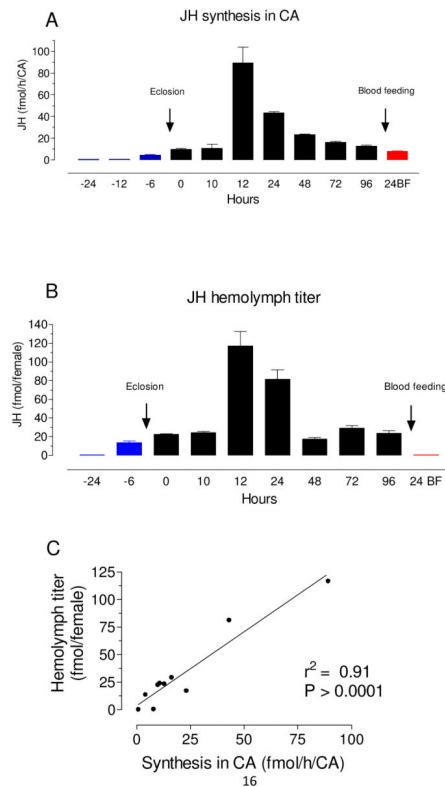 A
JH synthesis in CA
JH (fmol/h/CA)
100
80
60
40
20
0
Eclosion
Blood feeding
-24 -12 -6 0 10 12 24 48 72 96 24BF
Hours
B
JH hemolymph titer
JH (fmol/female)
140
120
100
80
60
40
20
0
Eclosion
Blood feeding
-24 -6 0 10 12 24 48 72 96 24 BF
Hours
C
Hemolymph titer
(fmol/female)
125
100
75
50
25
0
r² = 0.91
P > 0.0001
0 25 50 75 100
Synthesis in CA (fmol/h/CA)
16